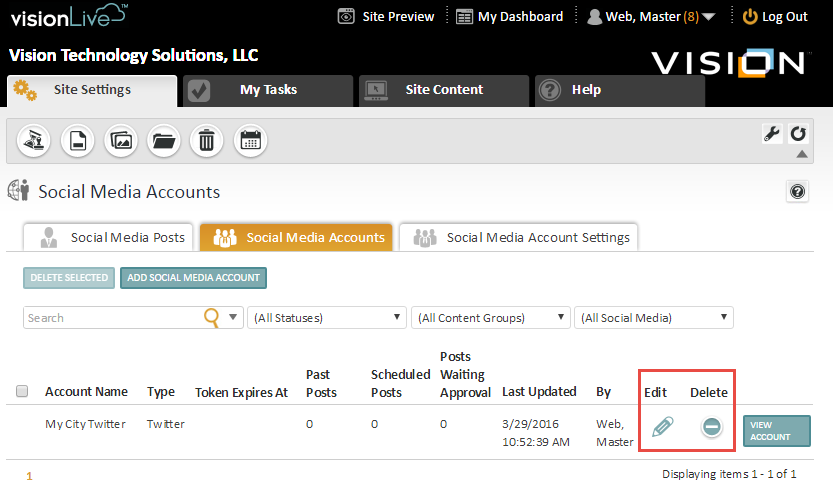 visionLive™
Site Preview
My Dashboard
Web, Master (8)
Log Out
Vision Technology Solutions, LLC
VISION
Site Settings
My Tasks
Site Content
Help
Social Media Accounts
Social Media Posts
Social Media Accounts
Social Media Account Settings
DELETE SELECTED
ADD SOCIAL MEDIA ACCOUNT
Search
(All Statuses)
(All Content Groups)
(All Social Media)
Account Name
Type
Token Expires At
Past
Posts
Scheduled
Posts
Posts
Waiting
Approval
Last Updated
By
Edit
Delete
My City Twitter
Twitter
0
0
0
3/29/2016
10:52:39 AM
Web,
Master
VIEW
ACCOUNT
1
Displaying items 1 - 1 of 1